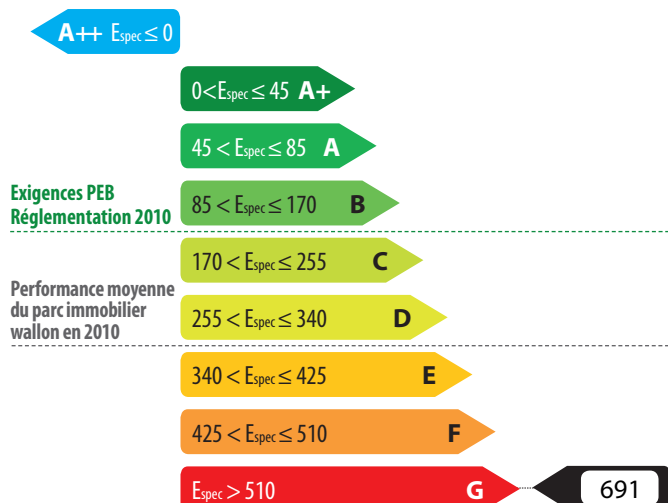 A++ Espec ≤ 0
0<Espec ≤ 45 A+
45 < Espec ≤ 85 A
Exigences PEB
Réglementation 2010
85 < Espec ≤ 170 B
170 < Espec ≤ 255 C
Performance moyenne
du parc immobilier
wallon en 2010
255 < Espec ≤ 340 D
340 < Espec ≤ 425 E
425 < Espec ≤ 510 F
Espec > 510 G 691